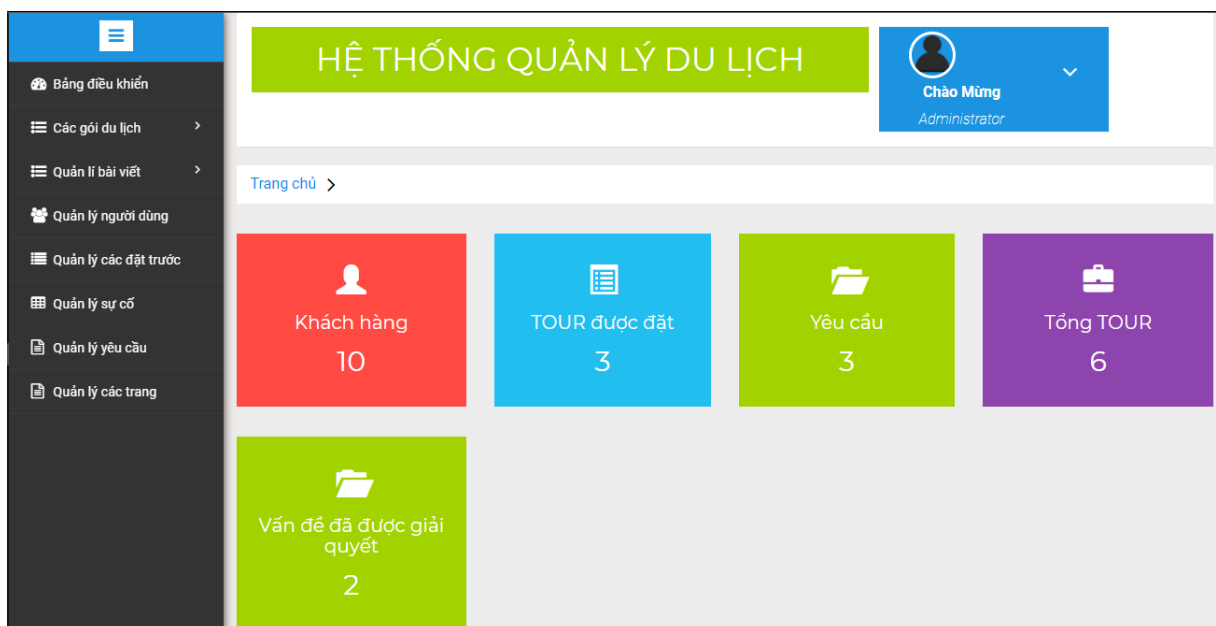 HỆ THỐNG QUẢN LÝ DU LỊCH
Chào Mừng
Administrator
Bảng điều khiển
Các gói du lịch
Quản lí bài viết
Quản lý người dùng
Quản lý các đặt trước
Quản lý sự cố
Quản lý yêu cầu
Quản lý các trang
Trang chủ
Khách hàng
10
TOUR được đặt
3
Yêu cầu
3
Tổng TOUR
6
Vấn đề đã được giải
quyết
2